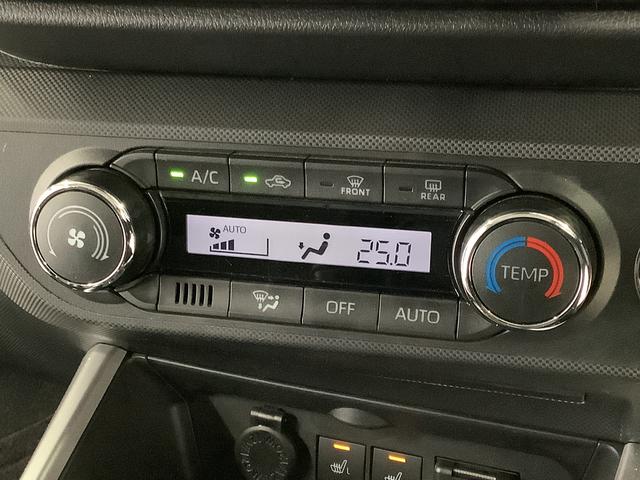 A/C
FRONT
REAR
AUTO
25.0
TEMP
OFF
AUTO
L